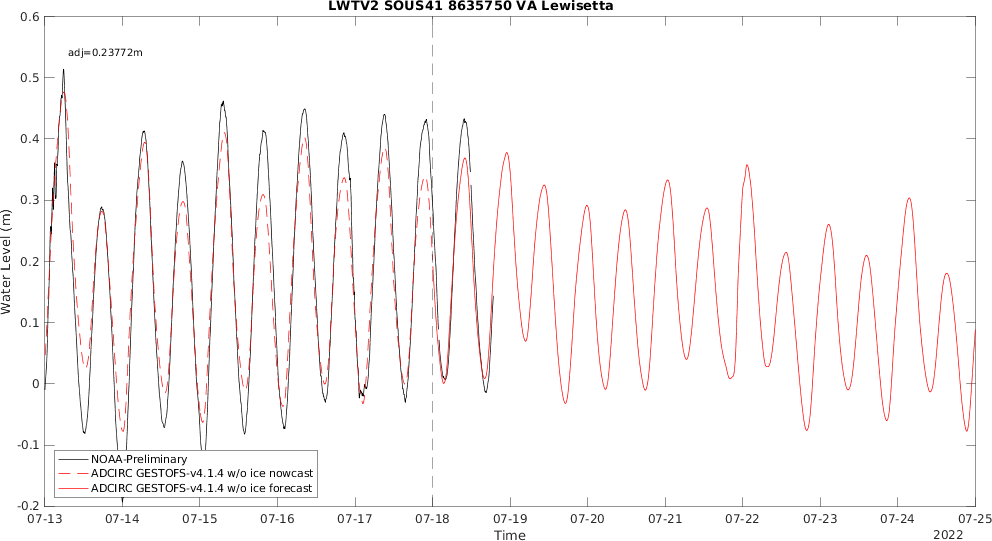 LWTV2 SOUS41 8635750 VA Lewisetta
adj=0.23772m
Water Level (m)
0.6
0.5
0.4
0.3
0.2
0.1
0
-0.1
-0.2
NOAA-Preliminary
ADCIRC GESTOFS-v4.1.4 w/o ice nowcast
ADCIRC GESTOFS-v4.1.4 w/o ice forecast
07-13 07-14 07-15 07-16 07-17 07-18 07-19 07-20 07-21 07-22 07-23 07-24 07-25
Time
2022